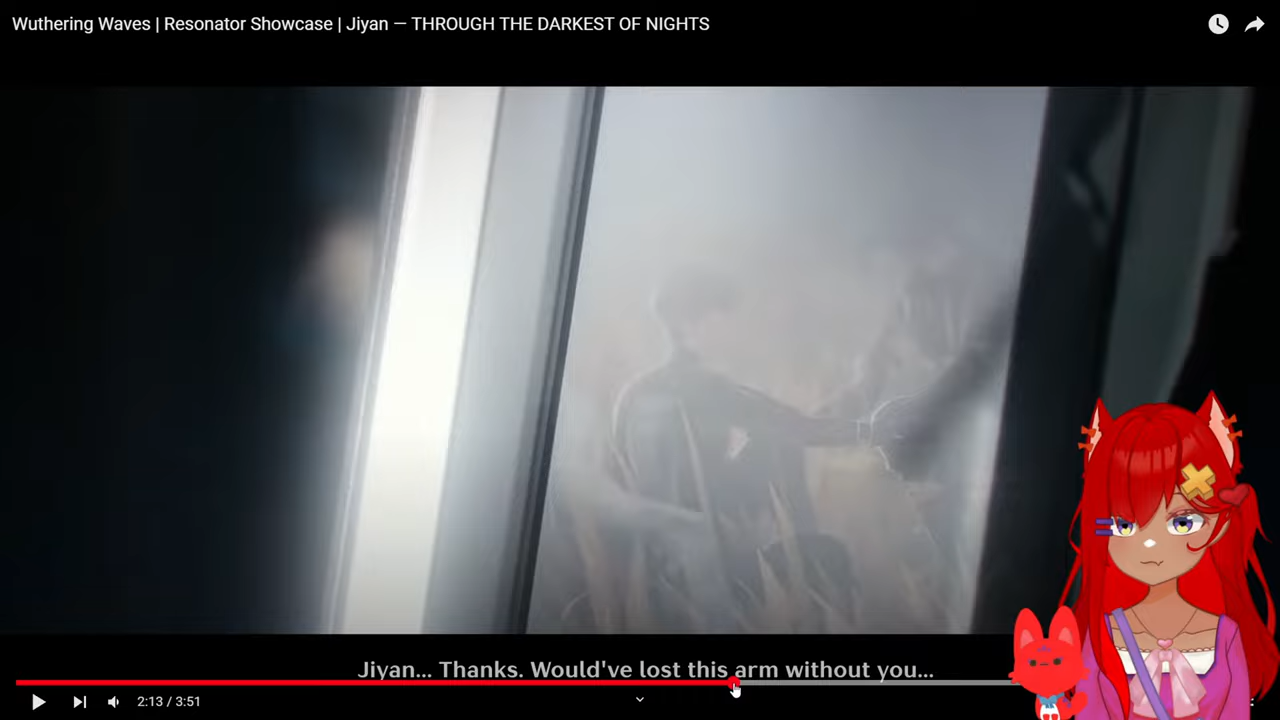 Wuthering Waves | Resonator Showcase | Jiyan — THROUGH THE DARKEST OF NIGHTS
Jiyan... Thanks. Would've lost this arm without you...
2:13 / 3:51